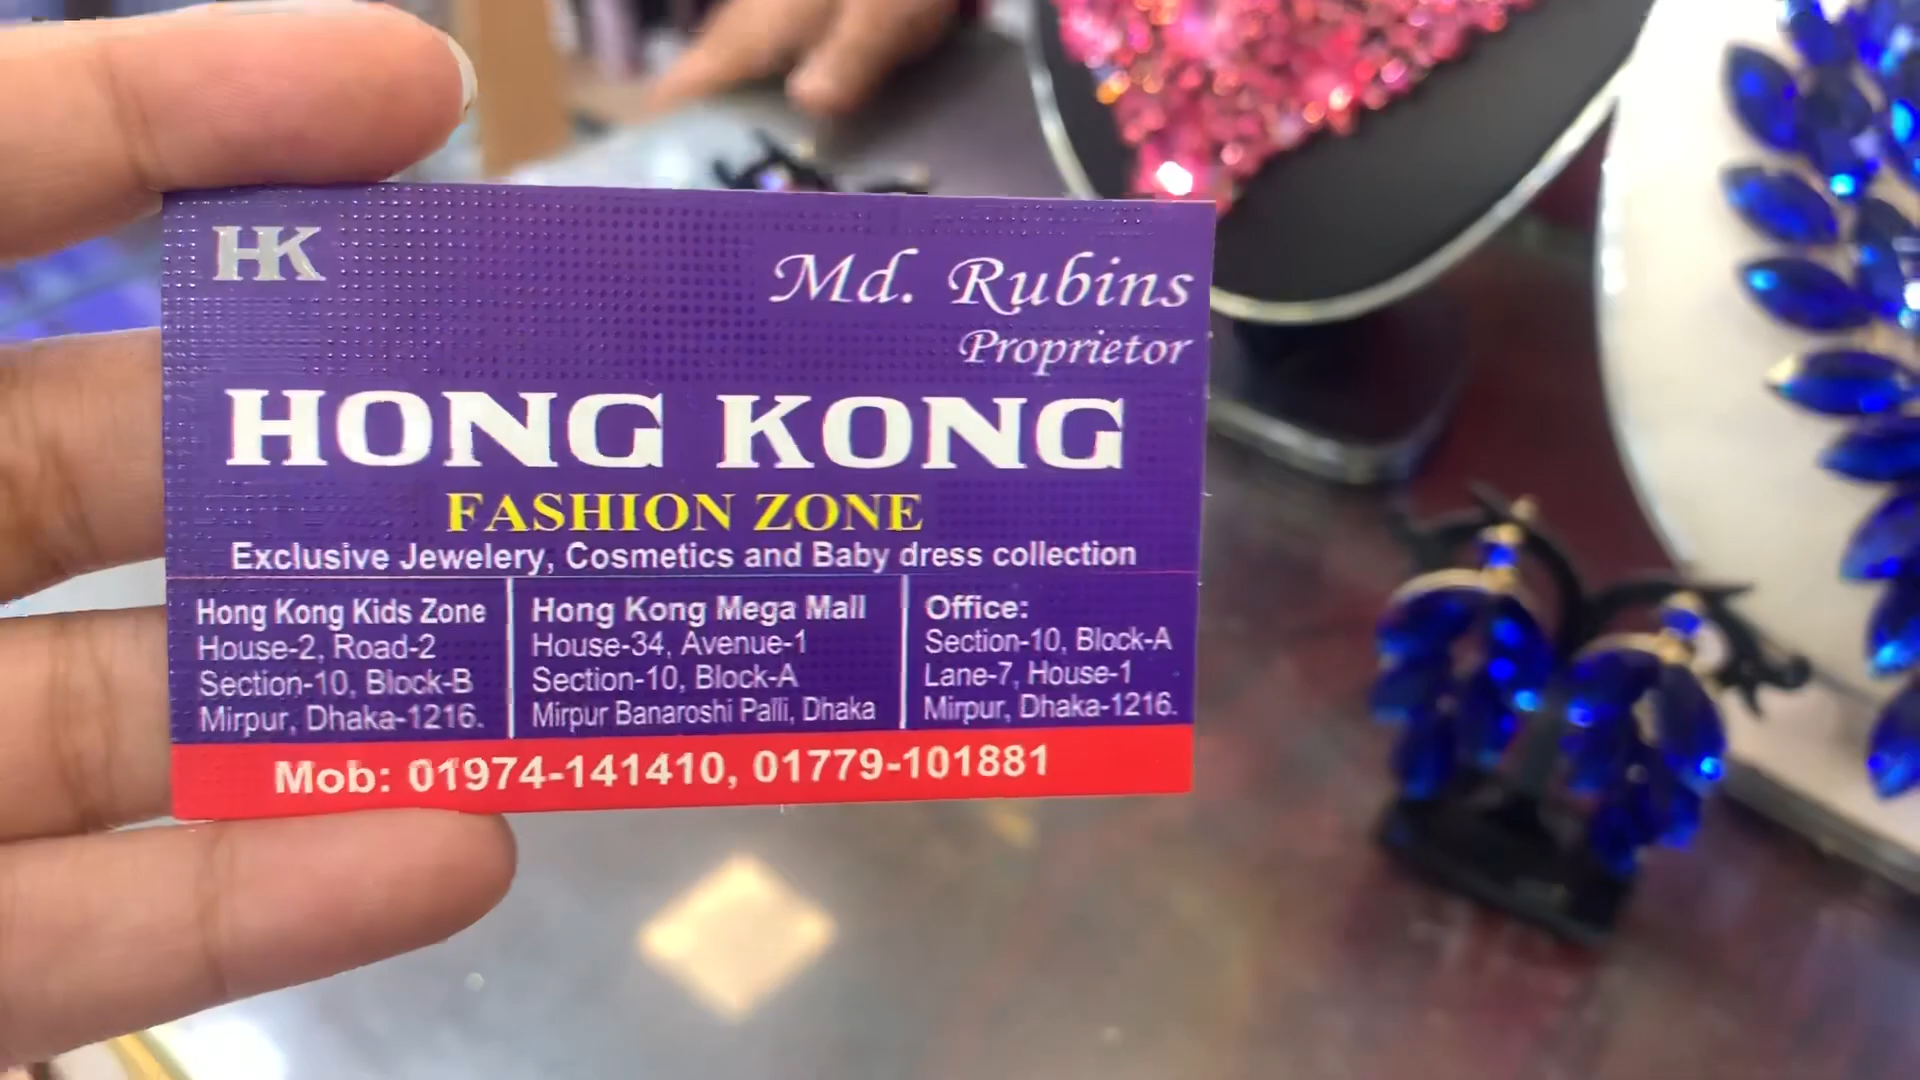 HK
Md. Rubins
Proprietor
HONG KONG
FASHION ZONE
Exclusive Jewelery, Cosmetics and Baby dress collection
Hong Kong Kids Zone
House-2, Road-2
Section-10, Block-B
Mirpur, Dhaka-1216.
Hong Kong Mega Mall
House-34, Avenue-1
Section-10, Block-A
Mirpur Banaroshi Palli, Dhaka
Office:
Section-10, Block-A
Lane-7, House-1
Mirpur, Dhaka-1216.
Mob: 01974-141410, 01779-101881